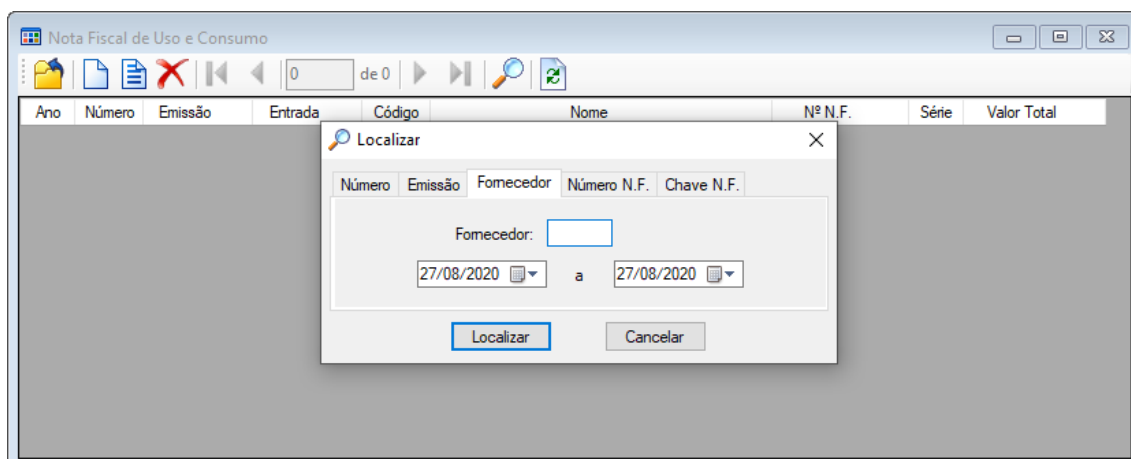 Nota Fiscal de Uso e Consumo
0 de 0
Ano Número Emissão Entrada Código Nome Nº N.F. Série Valor Total
Localizar
Número Emissão Fornecedor Número N.F. Chave N.F.
Fornecedor:
27/08/2020 a 27/08/2020
Localizar Cancelar